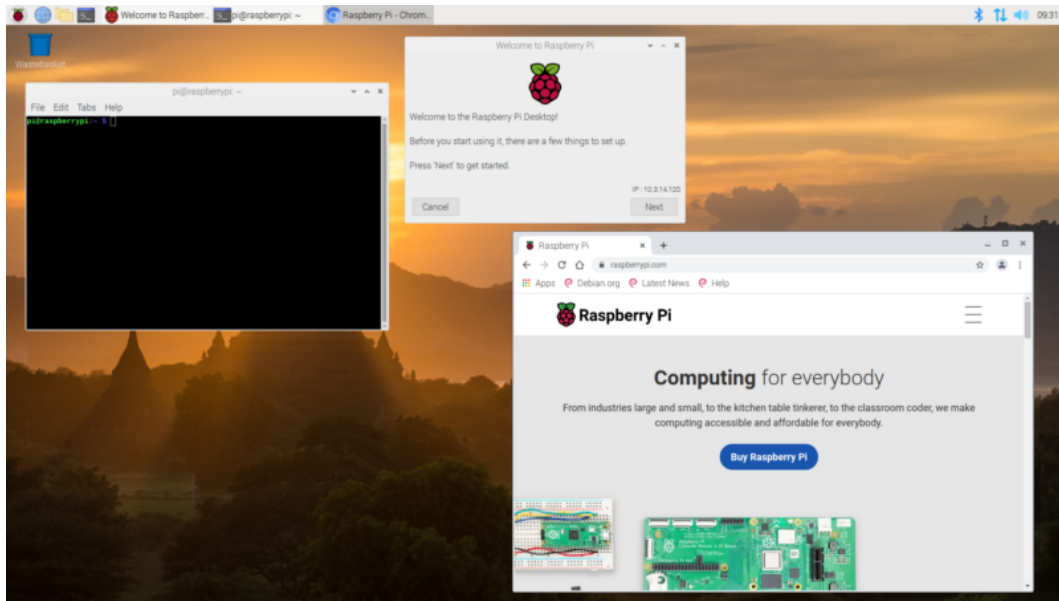 Welcome to Raspberr... pi@raspberrypi: ~ Raspberry Pi - Chrom... 09:31
Wastebasket
pi@raspberrypi: ~
File Edit Tabs Help
pi@raspberrypi:~ $
Welcome to Raspberry Pi
Welcome to the Raspberry Pi Desktop!
Before you start using it, there are a few things to set up.
Press 'Next' to get started.
IP : 10.3.14.120
Cancel Next
Raspberry Pi
raspberrypi.com
Apps Debian.org Latest News Help
Raspberry Pi
Computing for everybody
From industries large and small, to the kitchen table tinkerer, to the classroom coder, we make
computing accessible and affordable for everybody.
Buy Raspberry Pi